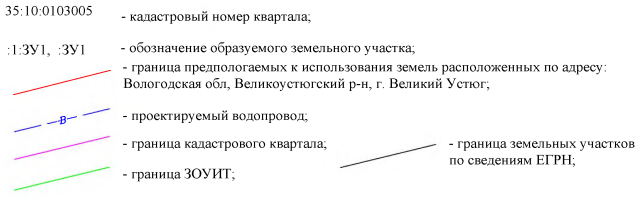 35:10:0103005 - кадастровый номер квартала;
:1:ЗУ1, :ЗУ1 - обозначение образуемого земельного участка;
- граница предпологаемых к использования земель расположенных по адресу:
Вологодская обл, Великоустюгский р-н, г. Великий Устюг;
В - проектируемый водопровод;
- граница кадастрового квартала;
- граница ЗОУИТ;
- граница земельных участков
по сведениям ЕГРН;